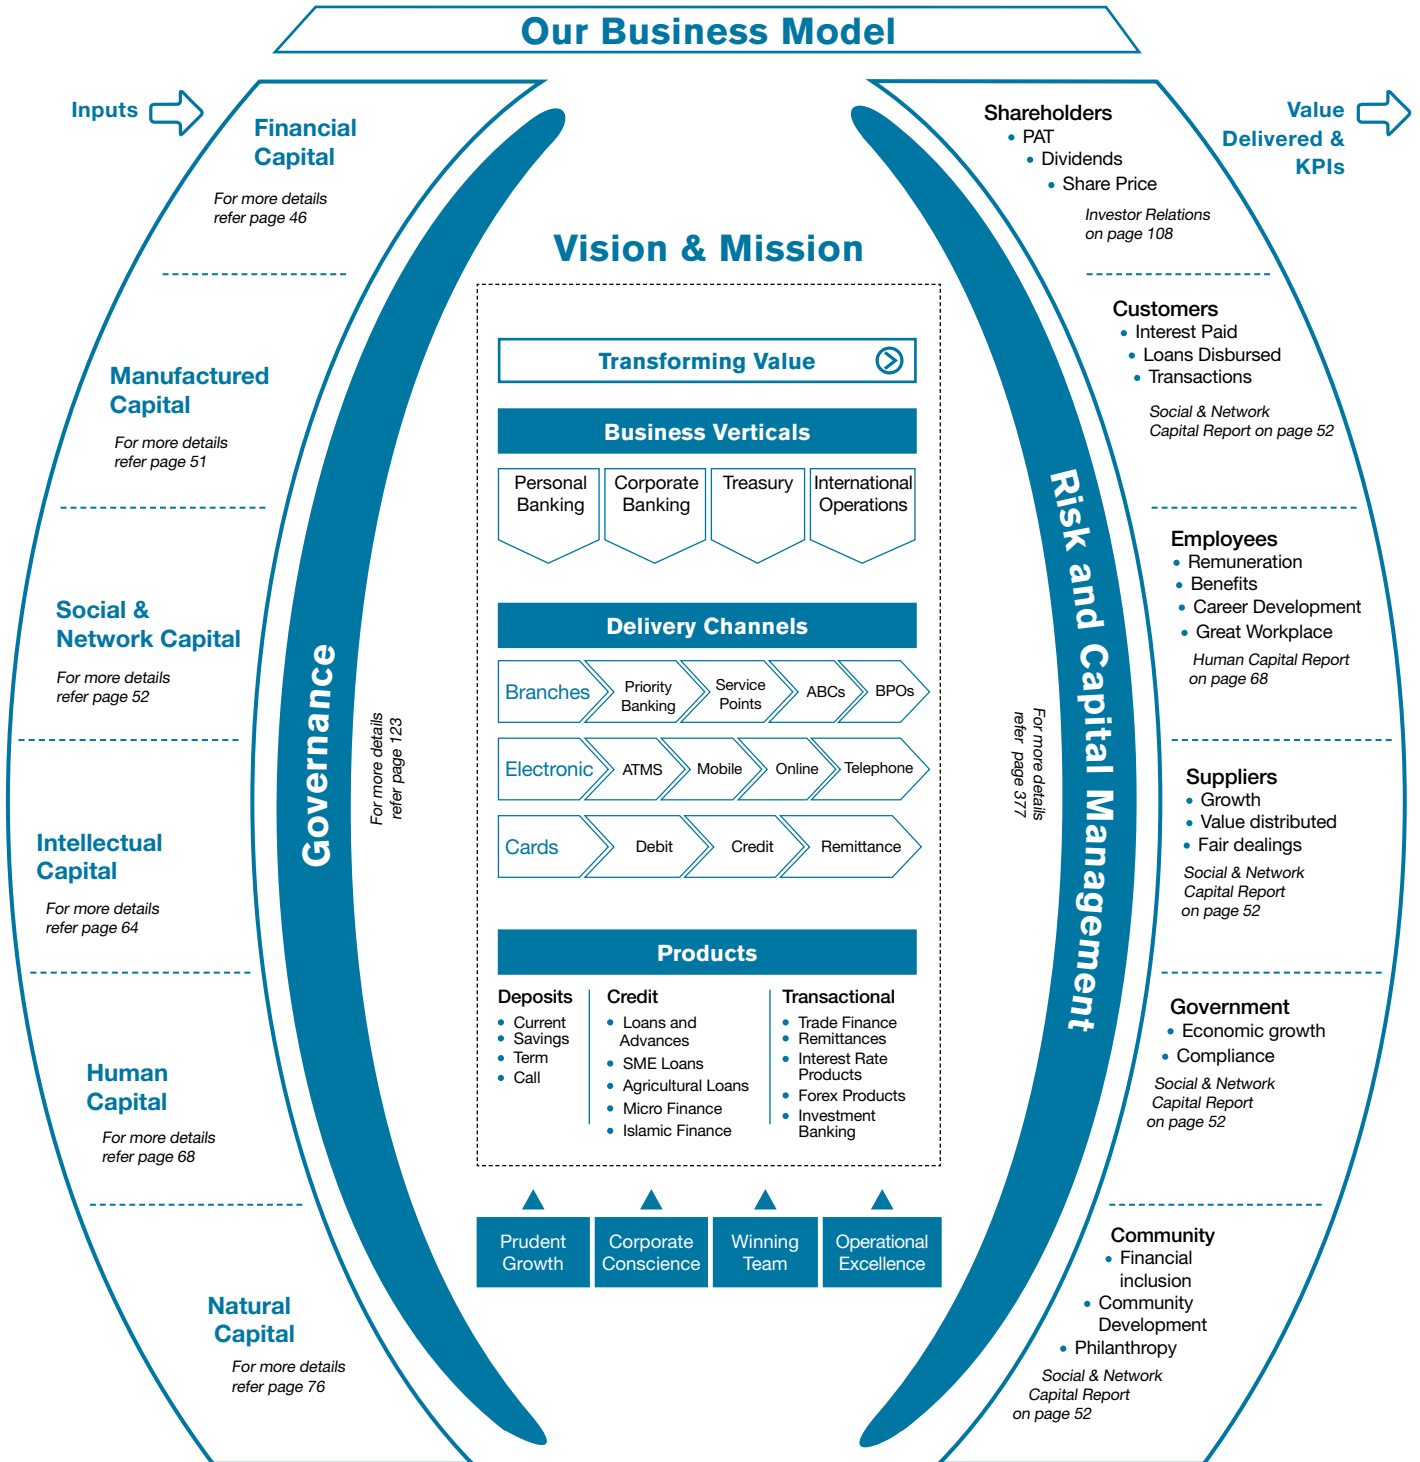 Our Business Model
Inputs
Financial
Capital
For more details
refer page 46
Manufactured
Capital
For more details
refer page 51
Social &
Network Capital
For more details
refer page 52
Intellectual
Capital
For more details
refer page 64
Human
Capital
For more details
refer page 68
Natural
Capital
For more details
refer page 76
Governance
For more details
refer page 123
Vision & Mission
Transforming Value
Business Verticals
Personal
Banking
Corporate
Banking
Treasury
International
Operations
Delivery Channels
Branches
Priority
Banking
Service
Points
ABCs
BPOs
Electronic
ATMS
Mobile
Online
Telephone
Cards
Debit
Credit
Remittance
Products
Deposits
• Current
• Savings
• Term
• Call
Credit
• Loans and
Advances
• SME Loans
• Agricultural Loans
• Micro Finance
• Islamic Finance
Transactional
• Trade Finance
• Remittances
• Interest Rate
Products
• Forex Products
• Investment
Banking
Prudent
Growth
Corporate
Conscience
Winning
Team
Operational
Excellence
Risk and Capital Management
For more details
refer page 377
Value
Delivered &
KPIs
Shareholders
• PAT
• Dividends
• Share Price
Investor Relations
on page 108
Customers
• Interest Paid
• Loans Disbursed
• Transactions
Social & Network
Capital Report on page 52
Employees
• Remuneration
• Benefits
• Career Development
• Great Workplace
Human Capital Report
on page 68
Suppliers
• Growth
• Value distributed
• Fair dealings
Social & Network
Capital Report
on page 52
Government
• Economic growth
• Compliance
Social & Network
Capital Report
on page 52
Community
• Financial
inclusion
• Community
Development
• Philanthropy
Social & Network
Capital Report
on page 52